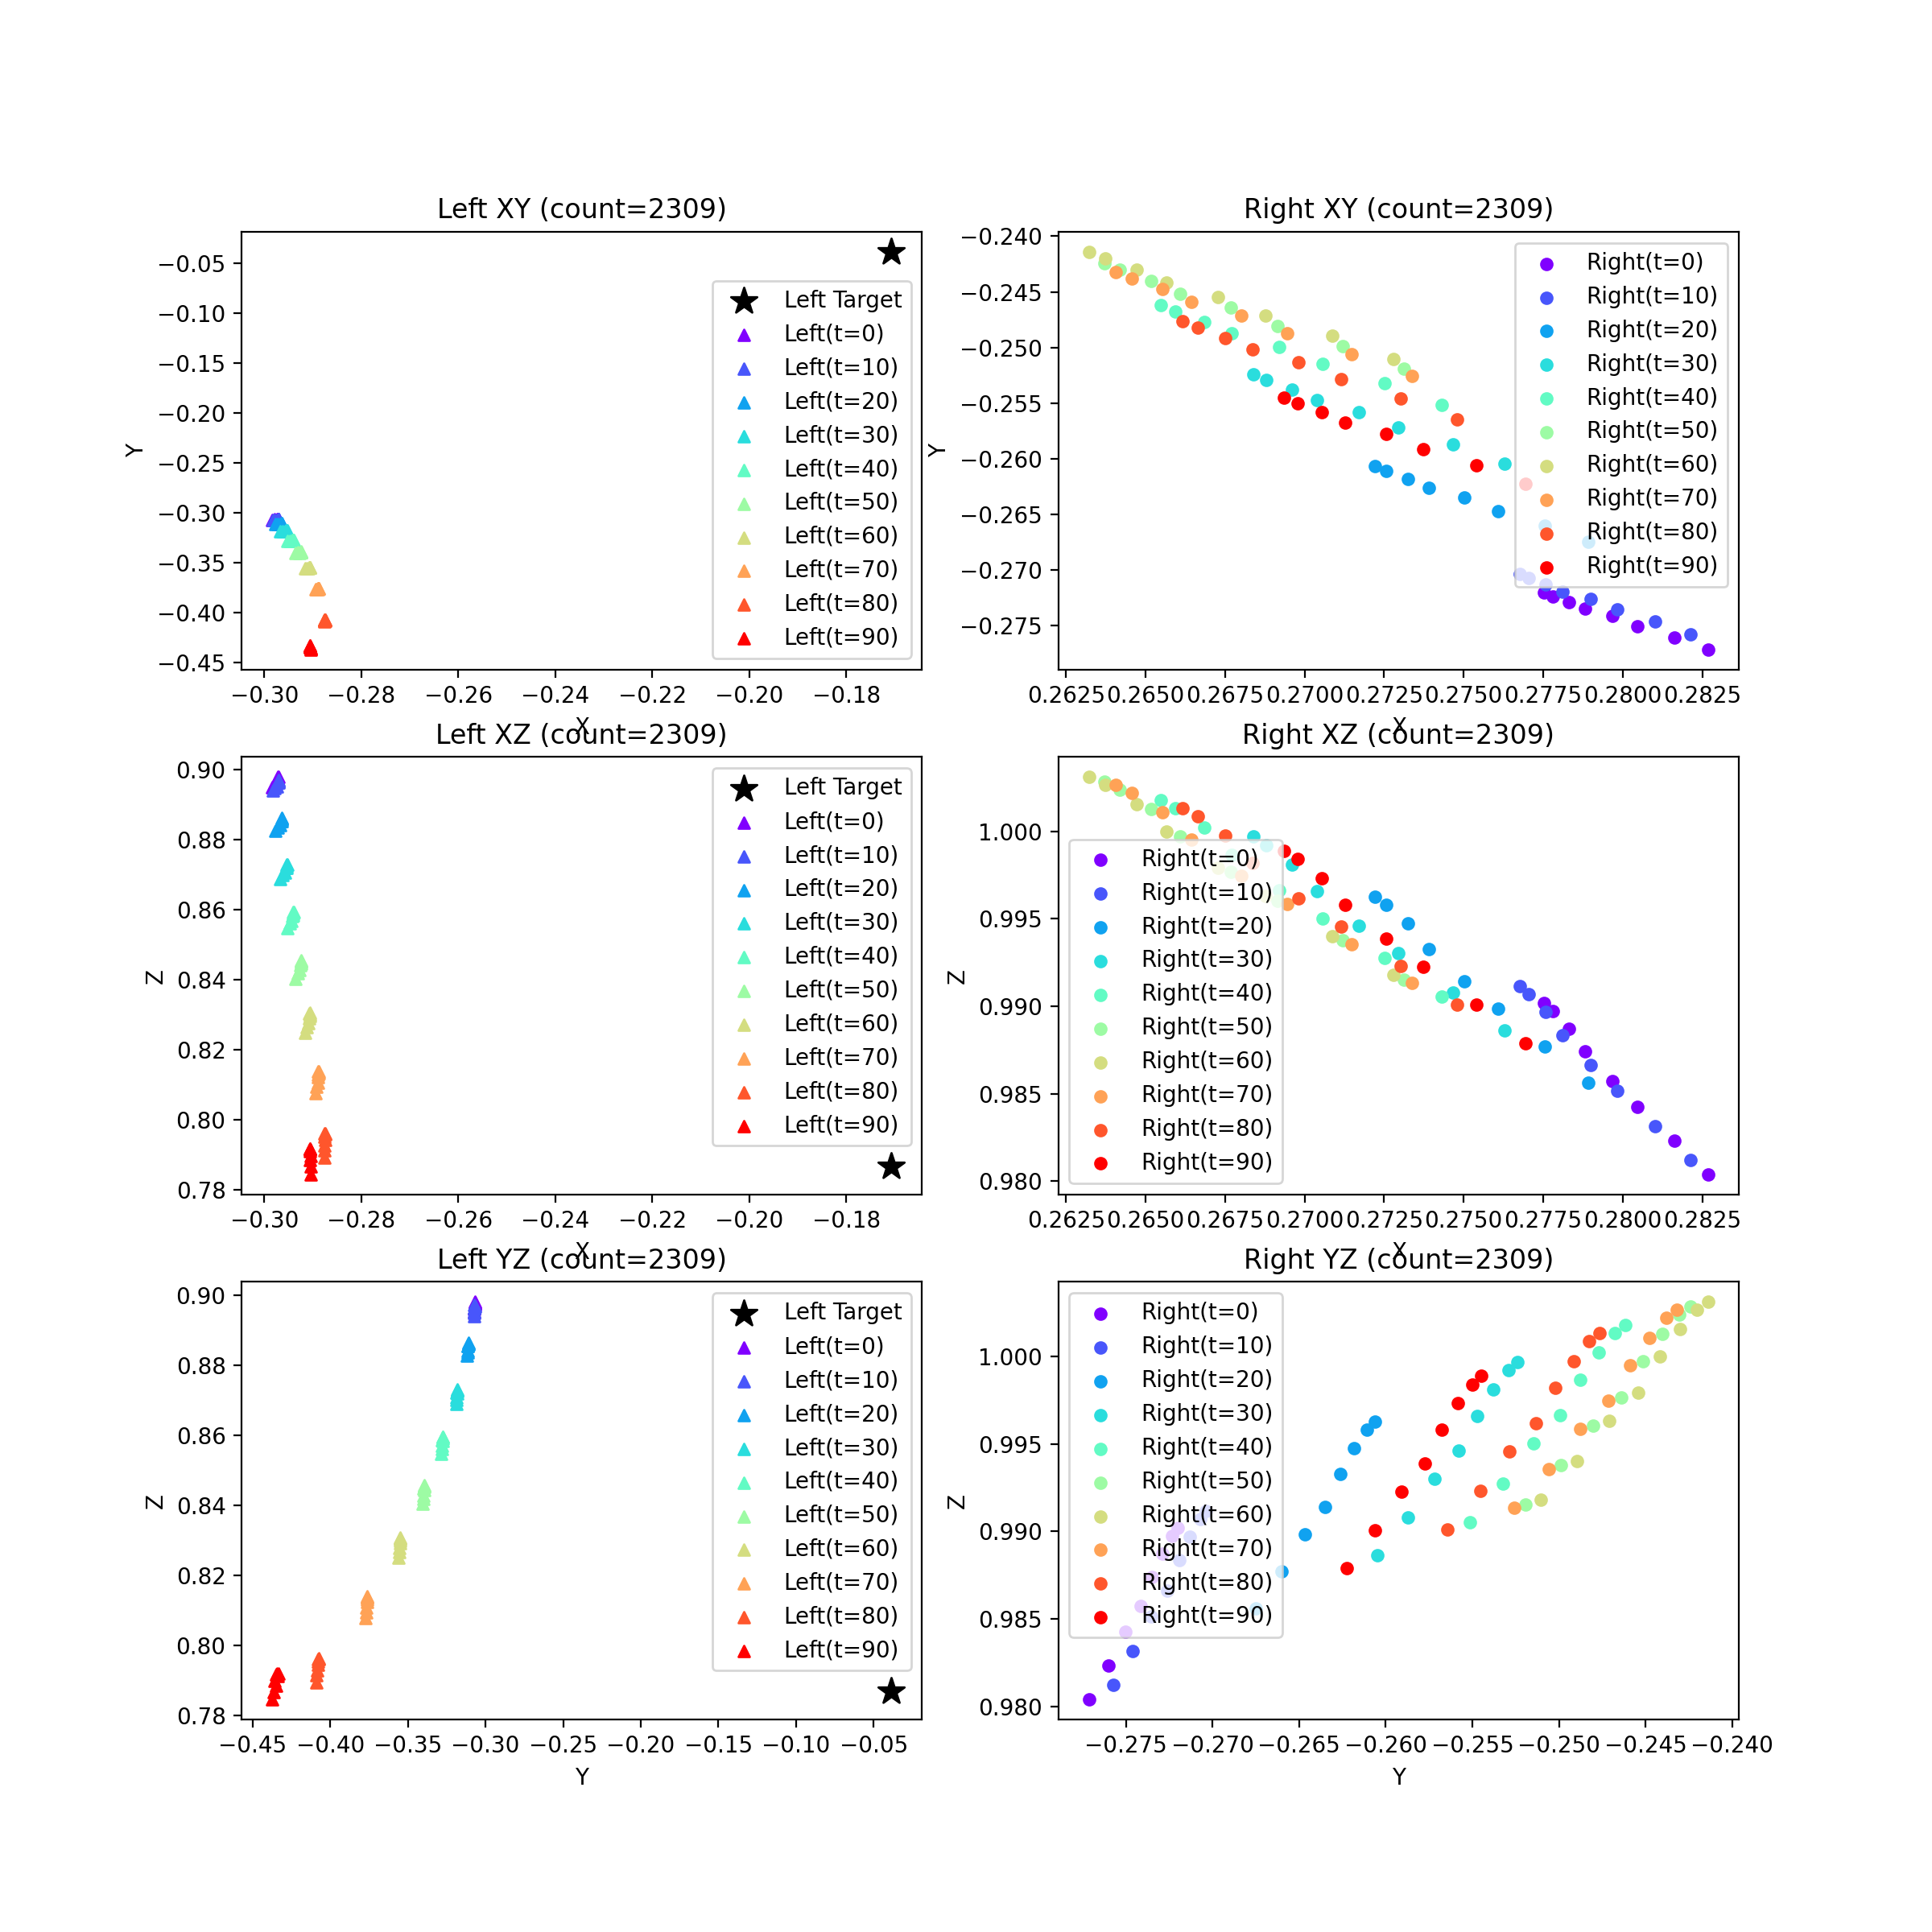 Left XY (count=2309)
−0.05
−0.10
−0.15
−0.20
−0.25
−0.30
−0.35
−0.40
−0.45
Y
Left Target
Left(t=0)
Left(t=10)
Left(t=20)
Left(t=30)
Left(t=40)
Left(t=50)
Left(t=60)
Left(t=70)
Left(t=80)
Left(t=90)
−0.30 −0.28 −0.26 −0.24 −0.22 −0.20 −0.18
X
Right XY (count=2309)
−0.240
−0.245
−0.250
−0.255
−0.260
−0.265
−0.270
−0.275
Y
Right(t=0)
Right(t=10)
Right(t=20)
Right(t=30)
Right(t=40)
Right(t=50)
Right(t=60)
Right(t=70)
Right(t=80)
Right(t=90)
0.2625 0.2650 0.2675 0.2700 0.2725 0.2750 0.2775 0.2800 0.2825
X
Left XZ (count=2309)
0.90
0.88
0.86
0.84
0.82
0.80
0.78
Z
Left Target
Left(t=0)
Left(t=10)
Left(t=20)
Left(t=30)
Left(t=40)
Left(t=50)
Left(t=60)
Left(t=70)
Left(t=80)
Left(t=90)
−0.30 −0.28 −0.26 −0.24 −0.22 −0.20 −0.18
X
Right XZ (count=2309)
1.000
0.995
0.990
0.985
0.980
Z
Right(t=0)
Right(t=10)
Right(t=20)
Right(t=30)
Right(t=40)
Right(t=50)
Right(t=60)
Right(t=70)
Right(t=80)
Right(t=90)
0.2625 0.2650 0.2675 0.2700 0.2725 0.2750 0.2775 0.2800 0.2825
X
Left YZ (count=2309)
0.90
0.88
0.86
0.84
0.82
0.80
0.78
Z
Left Target
Left(t=0)
Left(t=10)
Left(t=20)
Left(t=30)
Left(t=40)
Left(t=50)
Left(t=60)
Left(t=70)
Left(t=80)
Left(t=90)
−0.45 −0.40 −0.35 −0.30 −0.25 −0.20 −0.15 −0.10 −0.05
Y
Right YZ (count=2309)
1.000
0.995
0.990
0.985
0.980
Z
Right(t=0)
Right(t=10)
Right(t=20)
Right(t=30)
Right(t=40)
Right(t=50)
Right(t=60)
Right(t=70)
Right(t=80)
Right(t=90)
−0.275 −0.270 −0.265 −0.260 −0.255 −0.250 −0.245 −0.240
Y